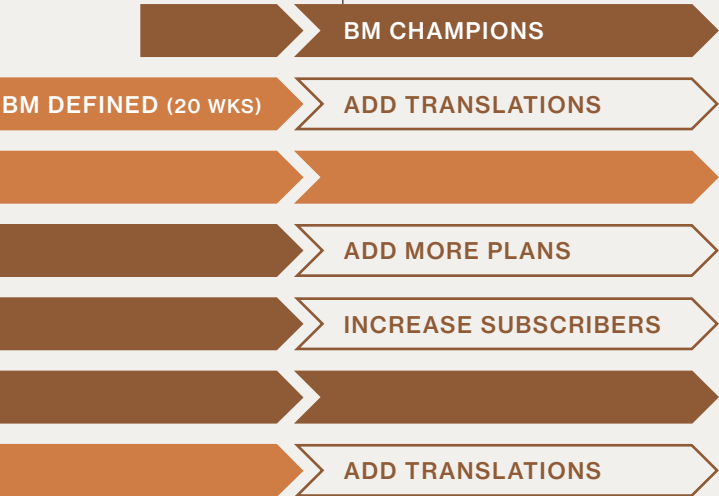 BM CHAMPIONS
BM DEFINED (20 WKS)
ADD TRANSLATIONS
ADD MORE PLANS
INCREASE SUBSCRIBERS
ADD TRANSLATIONS